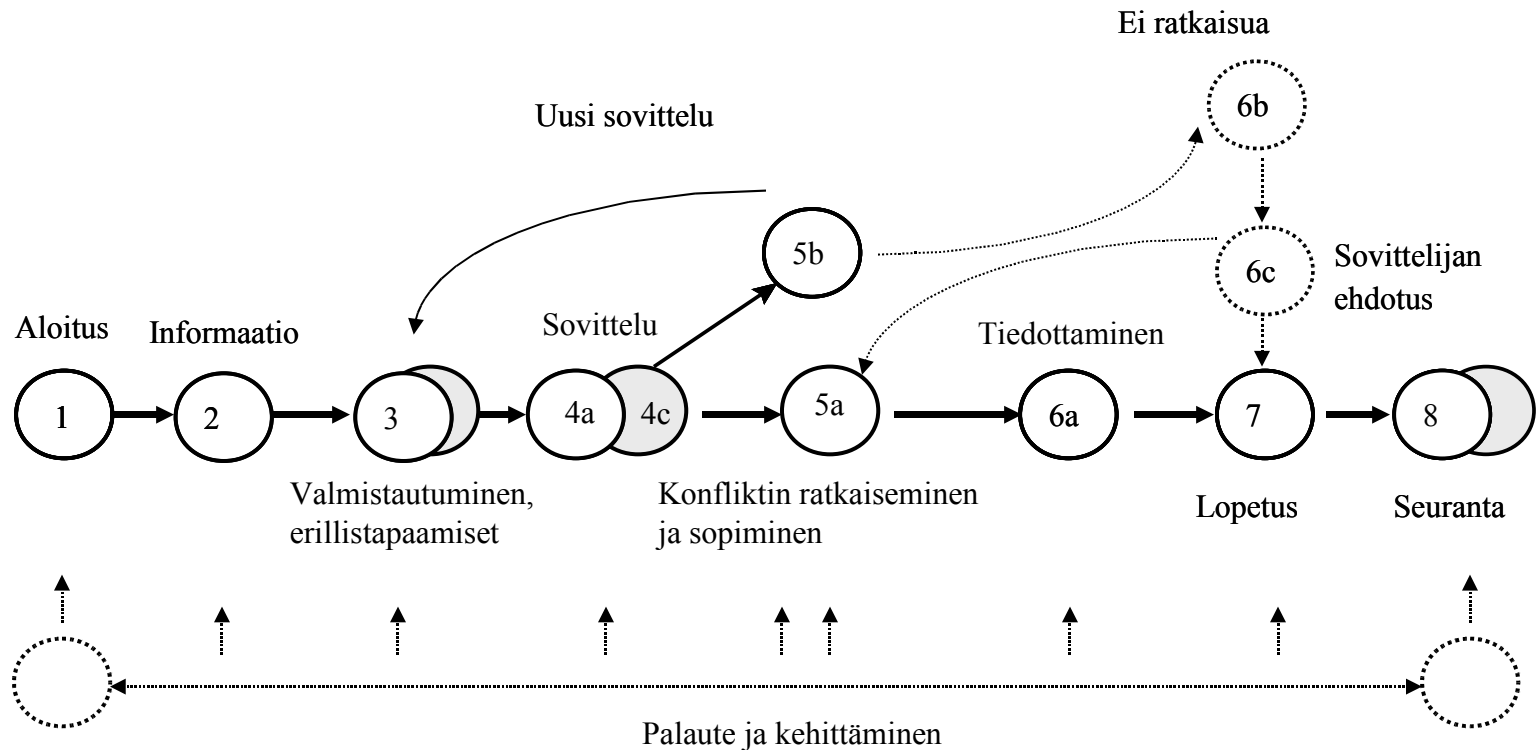 Ei ratkaisua
6b
Uusi sovittelu
5b
6c
Sovittelijan
ehdotus
Aloitus
Informaatio
Sovittelu
Tiedottaminen
1
2
3
4a
4c
5a
6a
7
8
Valmistautuminen,
erillistapaamiset
Konfliktin ratkaiseminen
ja sopiminen
Lopetus
Seuranta
Palaute ja kehittäminen